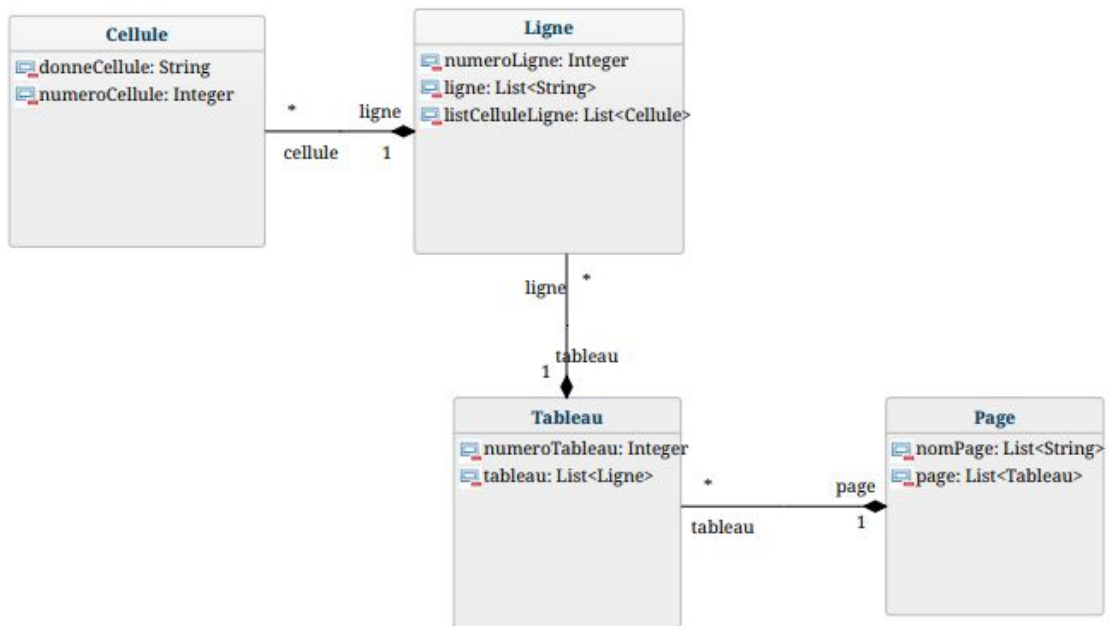 Cellule
donneCellule: String
numeroCellule: Integer
*
cellule
ligne
1
Ligne
numeroLigne: Integer
ligne: List<String>
listCelluleLigne: List<Cellule>
ligne
*
tableau
1
Tableau
numeroTableau: Integer
tableau: List<Ligne>
*
tableau
page
1
Page
nomPage: List<String>
page: List<Tableau>